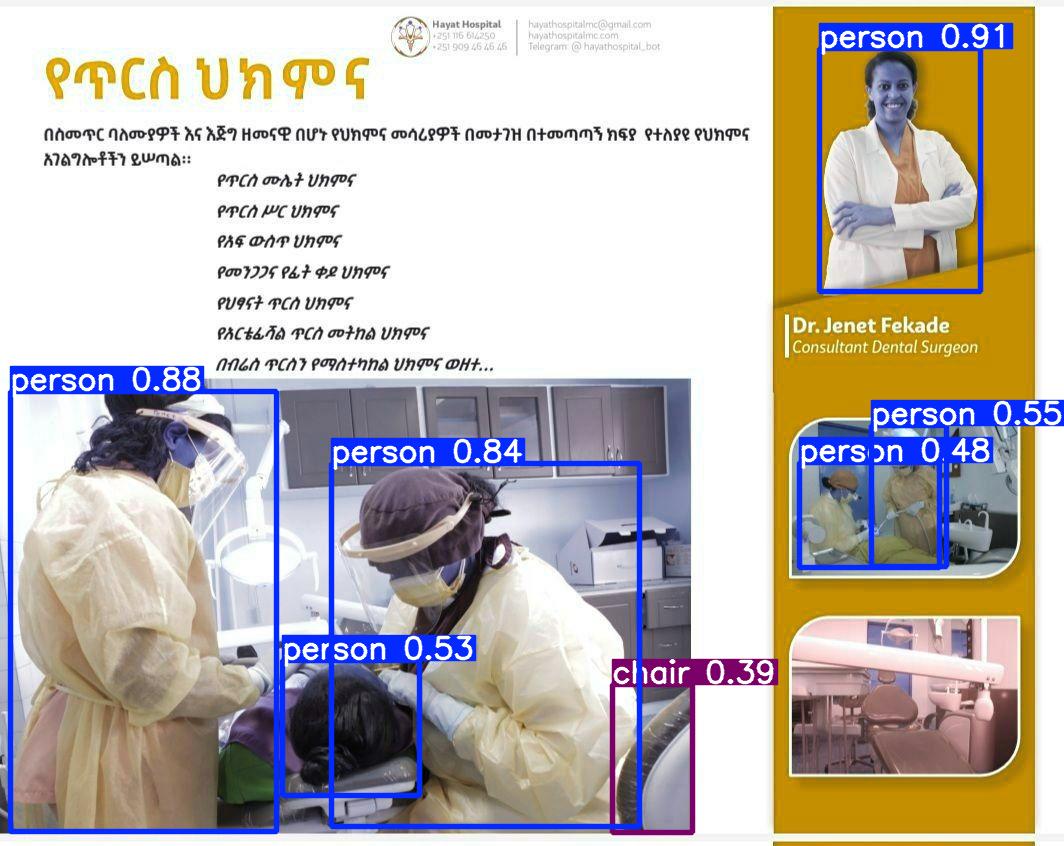 Hayat Hospital
+251 116 614250
+251 909 46 46 46
hayathospitalmc@gmail.com
hayathospitalmc.com
Telegram: @ hayathospital_bot
የጥርስ ህክምና
በስመጥር ባለሙያዎች እና እጅግ ዘመናዊ በሆኑ የህክምና መሳሪያዎች በመታገዝ በተመጣጣኝ ክፍያ የተለያዩ የህክምና
አገልግሎቶችን ይሠጣል።
የጥርስ ሙሌት ህክምና
የጥርስ ሥር ህክምና
የአፍ ውስጥ ህክምና
የመንጋጋና የፊት ቀዶ ህክምና
የህፃናት ጥርስ ህክምና
የአርቴፊሻል ጥርስ መትከል ህክምና
በብሬስ ጥርስን የማስተካከል ህክምና ወዘተ...
person 0.91
Dr. Jenet Fekade
Consultant Dental Surgeon
person 0.88
person 0.84
person 0.53
chair 0.39
person 0.55
person 0.48